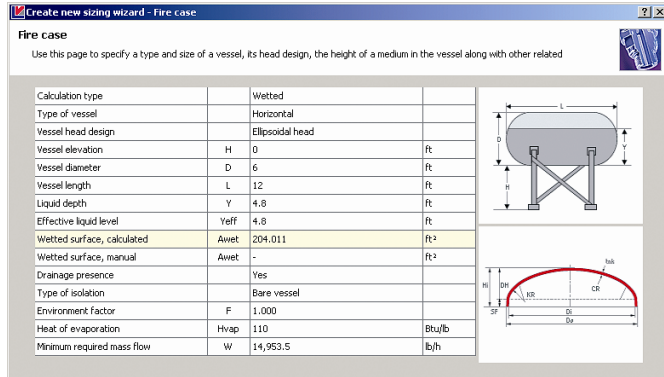 Create new sizing wizard - Fire case
Fire case
Use this page to specify a type and size of a vessel, its head design, the height of a medium in the vessel along with other related
Calculation type Wetted
Type of vessel Horizontal
Vessel head design Ellipsoidal head
Vessel elevation H 0 ft
Vessel diameter D 6 ft
Vessel length L 12 ft
Liquid depth Y 4.8 ft
Effective liquid level Yeff 4.8 ft
Wetted surface, calculated Awet 204.011 ft²
Wetted surface, manual Awet - ft²
Drainage presence Yes
Type of isolation Bare vessel
Environment factor F 1.000
Heat of evaporation Hvap 110 Btu/lb
Minimum required mass flow W 14,953.5 lb/h
L
D
Y
H
Hi
DH
KR
CR
SF
Di
Da